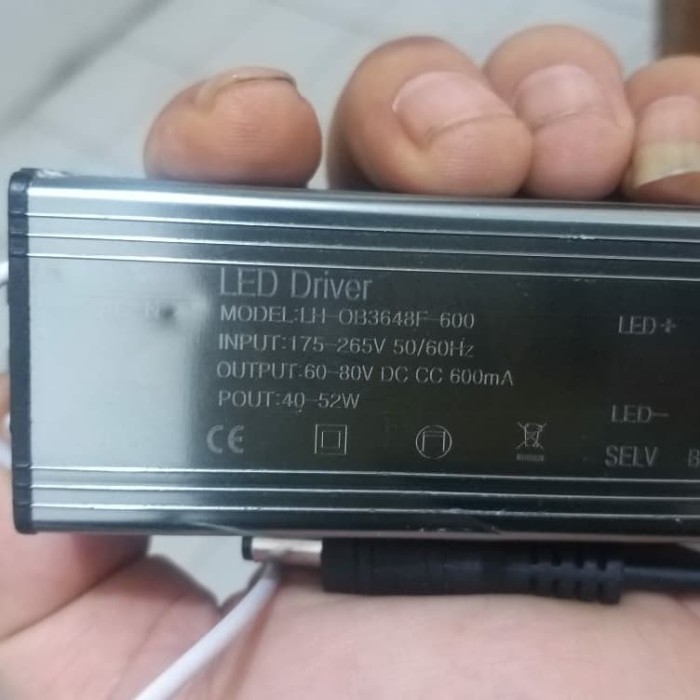 LED Driver
MODEL:LH-OB3648F-600
INPUT:175-265V 50/60Hz
OUTPUT:60-80V DC CC 600mA
POUT:40-52W
CE
LED+
LED-
SELV